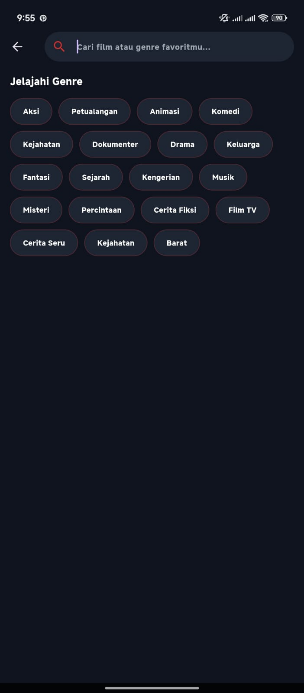 9:55
90
Cari film atau genre favoritmu...
Jelajahi Genre
Aksi Petualangan Animasi Komedi
Kejahatan Dokumenter Drama Keluarga
Fantasi Sejarah Kengerian Musik
Misteri Percintaan Cerita Fiksi Film TV
Cerita Seru Kejahatan Barat